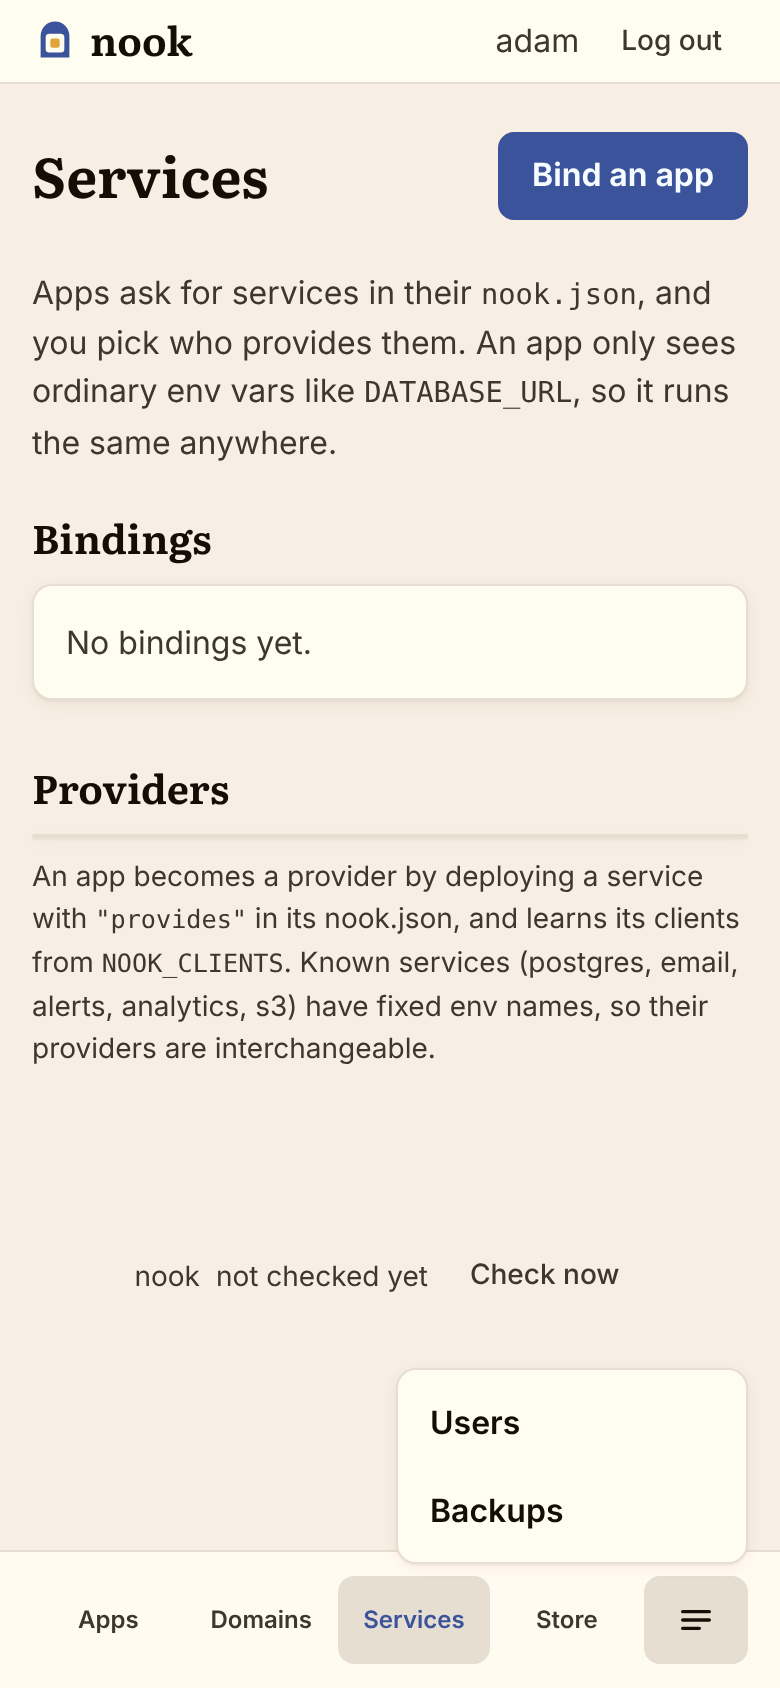 nook
adam
Log out
Services
Bind an app
Apps ask for services in their nook.json, and
you pick who provides them. An app only sees
ordinary env vars like DATABASE_URL, so it runs
the same anywhere.
Bindings
No bindings yet.
Providers
An app becomes a provider by deploying a service
with "provides" in its nook.json, and learns its clients
from NOOK_CLIENTS. Known services (postgres, email,
alerts, analytics, s3) have fixed env names, so their
providers are interchangeable.
nook not checked yet
Check now
Users
Backups
Apps
Domains
Services
Store